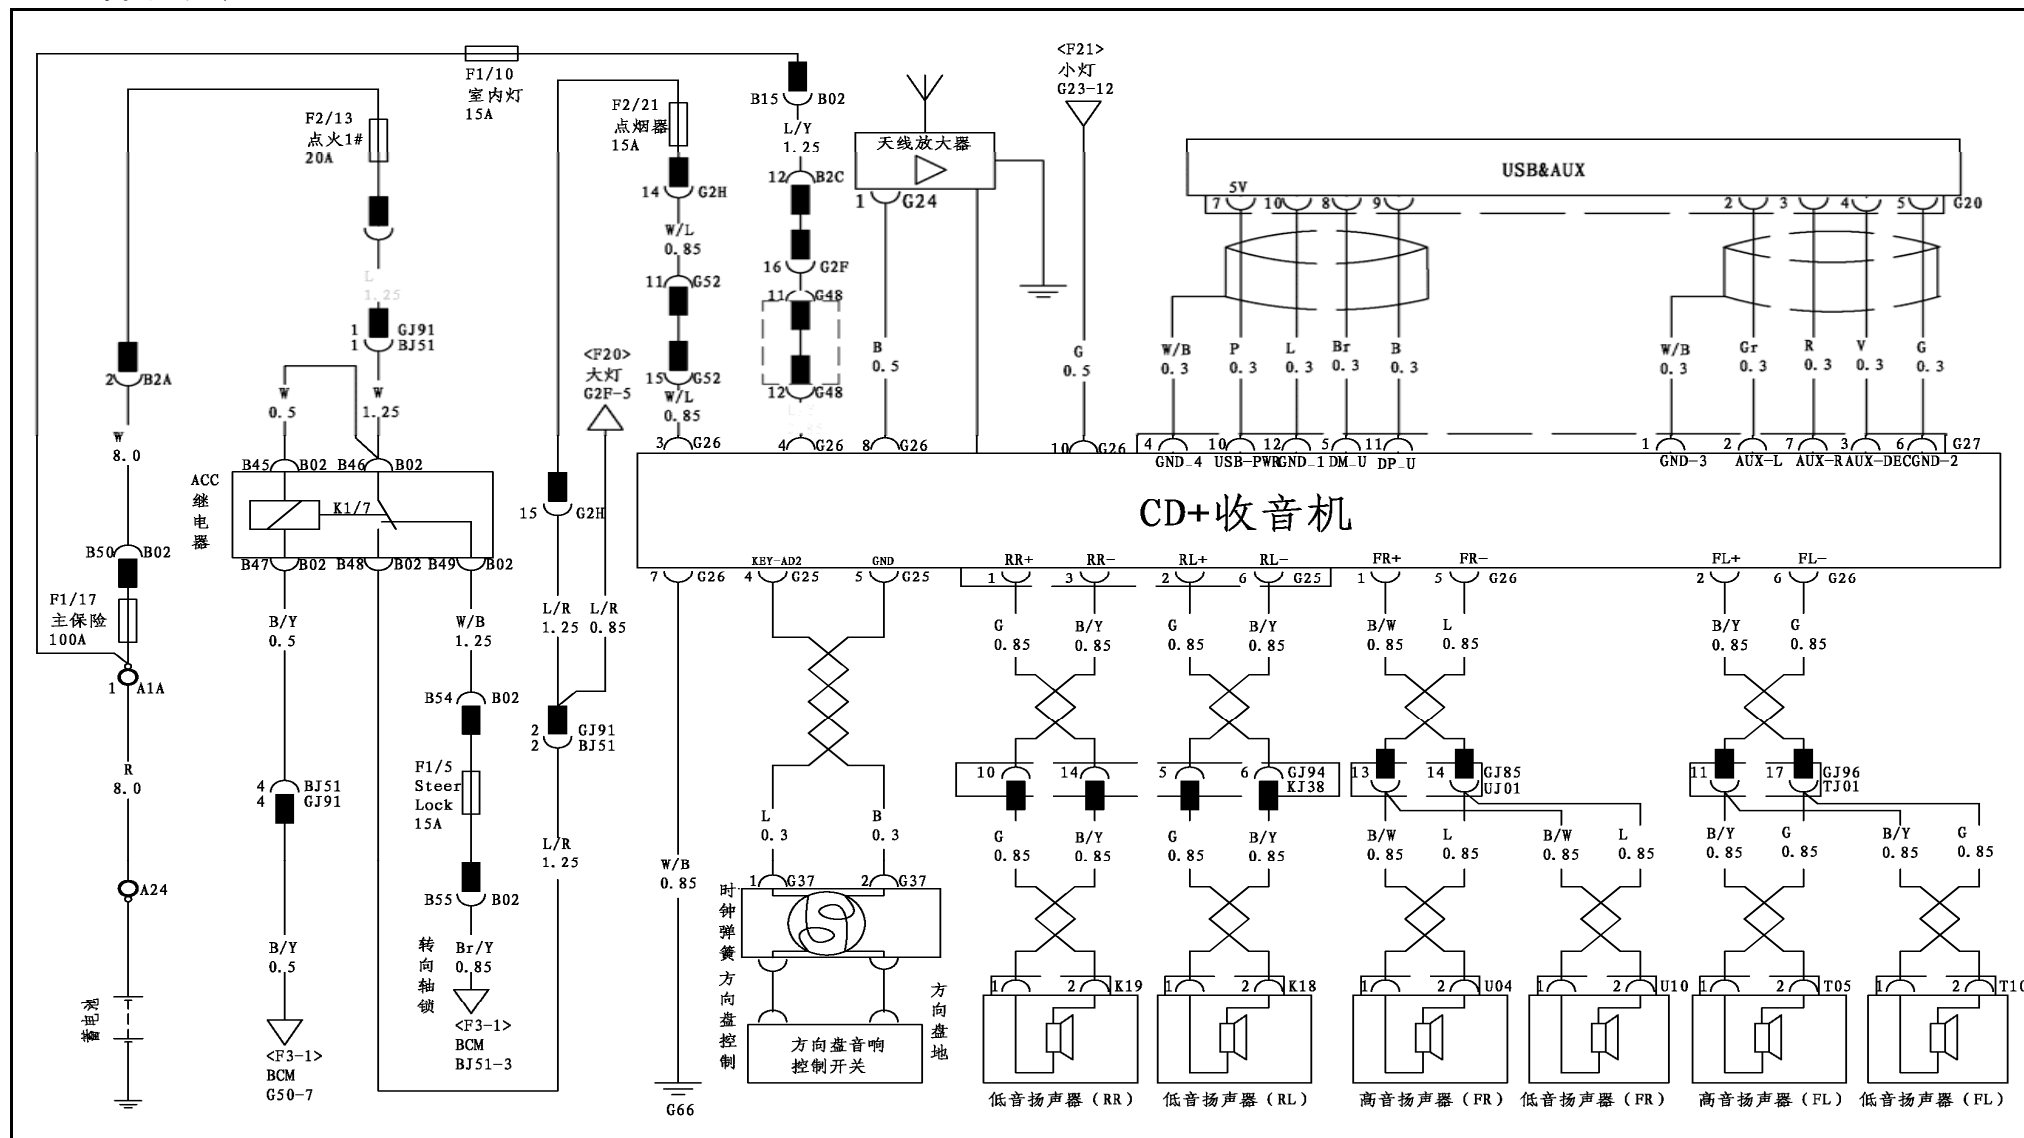 <F21>
小灯
G23-12
F1/10
室内灯
15A
B15 B02
F2/21
点烟器
15A
F2/13
点火1#
20A
L/Y
1.25
天线放大器
USB&AUX
12 B2C
14 G2H
1 G24
5V
7 10 8 9 2 3 4 5 G20
W/L
0.85
16 G2F
11 G52
11 G48
L
1.25
1 GJ91
1 BJ51
B
0.5
G
0.5
W/B
0.3
P
0.3
L
0.3
Br
0.3
B
0.3
W/B
0.3
Gr
0.3
R
0.3
V
0.3
G
0.3
<F20>
大灯
G2F-5
2 B2A
15 G52
12 G48
W
0.5
W
1.25
W/L
0.85
W
8.0
3 G26
4 G26
8 G26
10 G26
4 10 12 5 11 1 2 7 3 6 G27
GND_4 USB-PWR GND_1 DM_U DP_U GND-3 AUX-L AUX-R AUX-DEC GND-2
B45 B02 B46 B02
ACC
继
电
器
K1/7
15 G2H
CD+收音机
B50 B02
B47 B02 B48 B02 B49 B02
KEY-AD2 GND RR+ RR- RL+ RL- FR+ FR- FL+ FL-
7 G26 4 G25 5 G25 1 3 2 6 G25 1 5 G26 2 6 G26
F1/17
主保险
100A
B/Y
0.5
W/B
1.25
L/R
1.25
L/R
0.85
G
0.85
B/Y
0.85
G
0.85
B/Y
0.85
B/W
0.85
L
0.85
B/Y
0.85
G
0.85
1 A1A
B54 B02
2 GJ91
2 BJ51
R
8.0
F1/5
Steer
Lock
15A
4 BJ51
4 GJ91
10 14 5 6 GJ94
KJ38
13 14 GJ85
UJ01
11 17 GJ96
TJ01
L
0.3
B
0.3
L/R
1.25
W/B
0.85
G
0.85
B/Y
0.85
G
0.85
B/Y
0.85
B/W
0.85
L
0.85
B/W
0.85
L
0.85
B/Y
0.85
G
0.85
B/Y
0.85
G
0.85
A24
B55 B02
1 G37 2 G37
时
钟
弹
簧
B/Y
0.5
转
向
轴
锁
Br/Y
0.85
方
向
盘
控
制
方
向
盘
地
1 2 K19
1 2 K18
1 2 U04
1 2 U10
1 2 T05
1 2 T10
蓄电池
<F3-1>
BCM
G50-7
<F3-1>
BCM
BJ51-3
方向盘音响
控制开关
G66
低音扬声器（RR）
低音扬声器（RL）
高音扬声器（FR）
低音扬声器（FR）
高音扬声器（FL）
低音扬声器（FL）